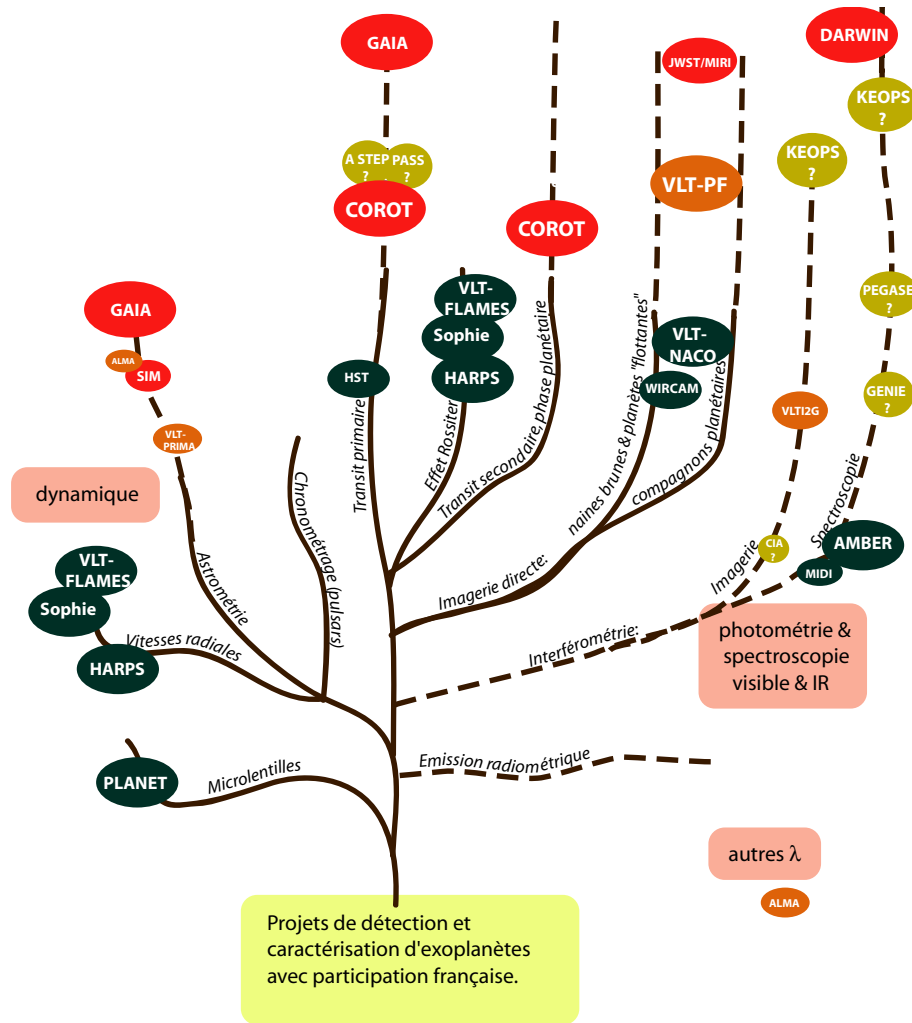 DARWIN
GAIA
JWST/MIRI
KEOPS
?
KEOPS
?
A STEP
?
PASS
?
VLT-PF
COROT
COROT
VLT-
FLAMES
Sophie
HARPS
PEGASE
?
GAIA
ALMA
SIM
VLT-
NACO
HST
WIRCAM
GENIE
?
VLTI2G
VLT-
PRIMA
Transit primaire
Effet Rossiter
Transit secondaire, phase planétaire
naines brunes & planètes "flottantes"
compagnons planétaires
Spectroscopie
dynamique
Chronométrage (pulsars)
Astrométrie
VLT-
FLAMES
Sophie
HARPS
Vitesses radiales
Imagerie directe:
Imagerie
CIA
?
AMBER
MIDI
Interférométrie:
photométrie &
spectroscopie
visible & IR
PLANET
Microlentilles
Emission radiométrique
autres λ
ALMA
Projets de détection et
caractérisation d'exoplanètes
avec participation française.